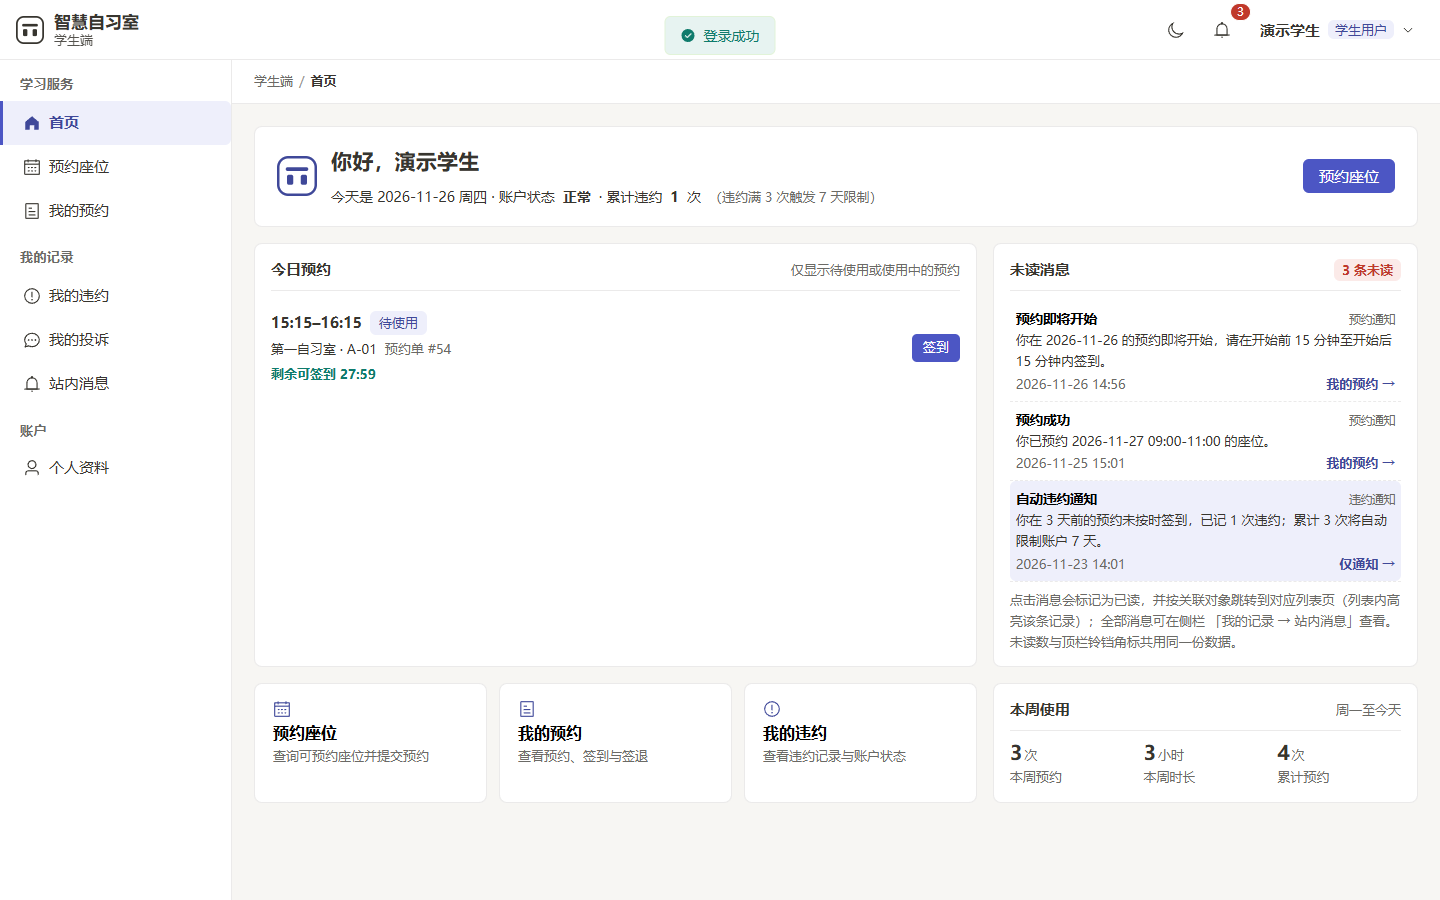 智慧自习室
学生端
登录成功
3
演示学生 学生用户
学习服务
首页
预约座位
我的预约
我的记录
我的违约
我的投诉
站内消息
账户
个人资料
学生端 / 首页
你好，演示学生
今天是 2026-11-26 周四 · 账户状态 正常 · 累计违约 1 次 （违约满 3 次触发 7 天限制）
预约座位
今日预约
仅显示待使用或使用中的预约
15:15–16:15 待使用
第一自习室 · A-01 预约单 #54
剩余可签到 27:59
签到
未读消息
3 条未读
预约即将开始
预约通知
你在 2026-11-26 的预约即将开始，请在开始前 15 分钟至开始后
15 分钟内签到。
2026-11-26 14:56
我的预约 →
预约成功
预约通知
你已预约 2026-11-27 09:00-11:00 的座位。
2026-11-25 15:01
我的预约 →
自动违约通知
违约通知
你在 3 天前的预约未按时签到，已记 1 次违约；累计 3 次将自动
限制账户 7 天。
2026-11-23 14:01
仅通知 →
点击消息会标记为已读，并按关联对象跳转到对应列表页（列表内高
亮该条记录）；全部消息可在侧栏 「我的记录 → 站内消息」查看。
未读数与顶栏铃铛角标共用同一份数据。
预约座位
查询可预约座位并提交预约
我的预约
查看预约、签到与签退
我的违约
查看违约记录与账户状态
本周使用
周一至今天
3 次
本周预约
3 小时
本周时长
4 次
累计预约